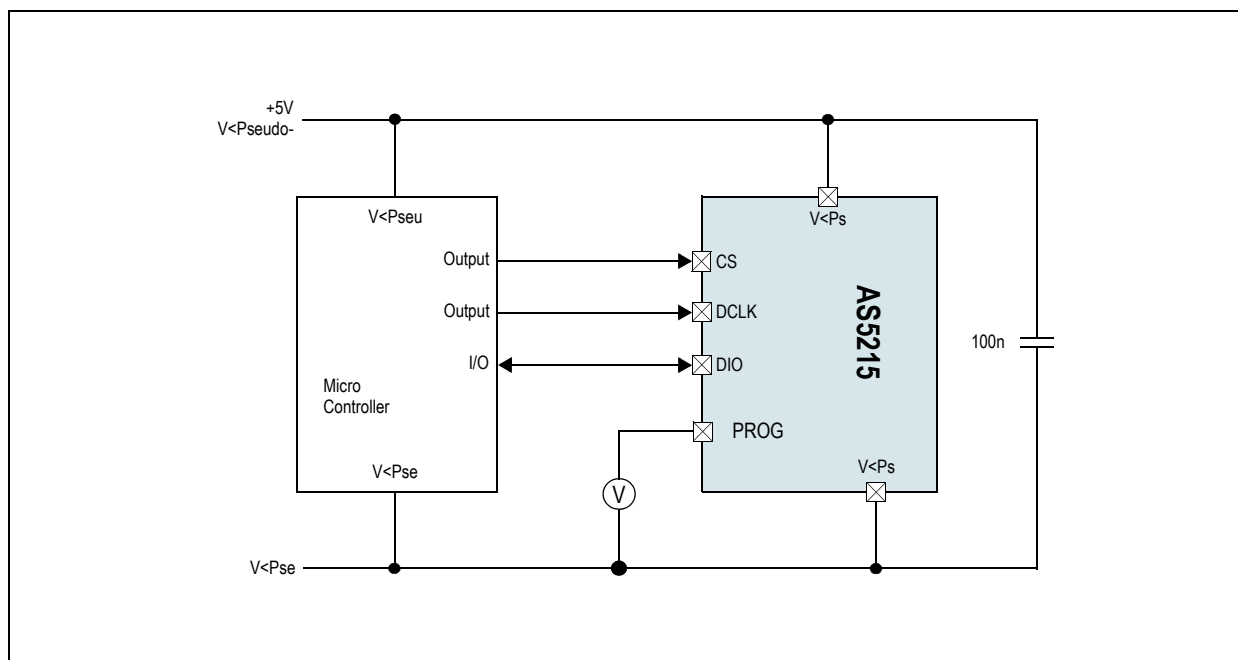 +5V
V<Pseudo-
V<Pseu
V<Ps
Output
CS
Output
DCLK
I/O
DIO
AS5215
100n
Micro
Controller
PROG
V<Pse
V<Ps
V
V<Pse